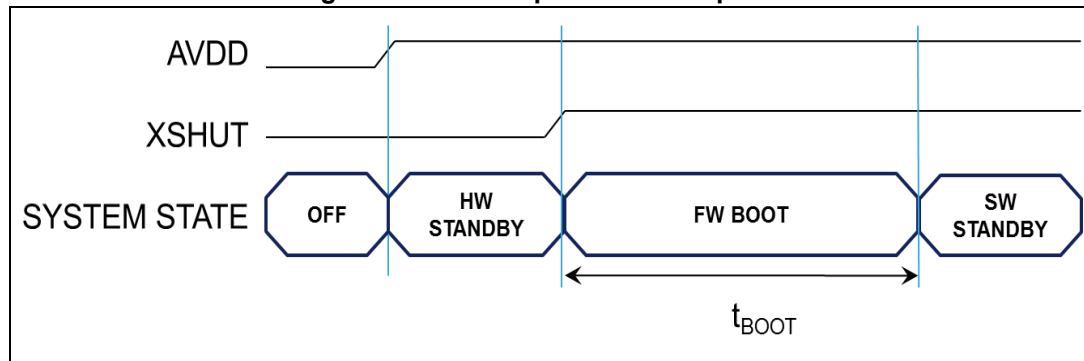 AVDD
XSHUT
SYSTEM STATE
OFF
HW
STANDBY
FW BOOT
SW
STANDBY
tBOOT